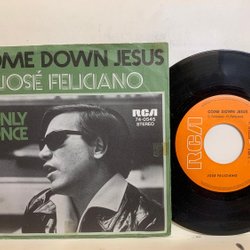 COME DOWN JESUS
JOSÉ FELICIANO
ONLY
ONCE
RCA
74-0545
STEREO
COME DOWN JESUS
RCA
JOSE FELICIANO